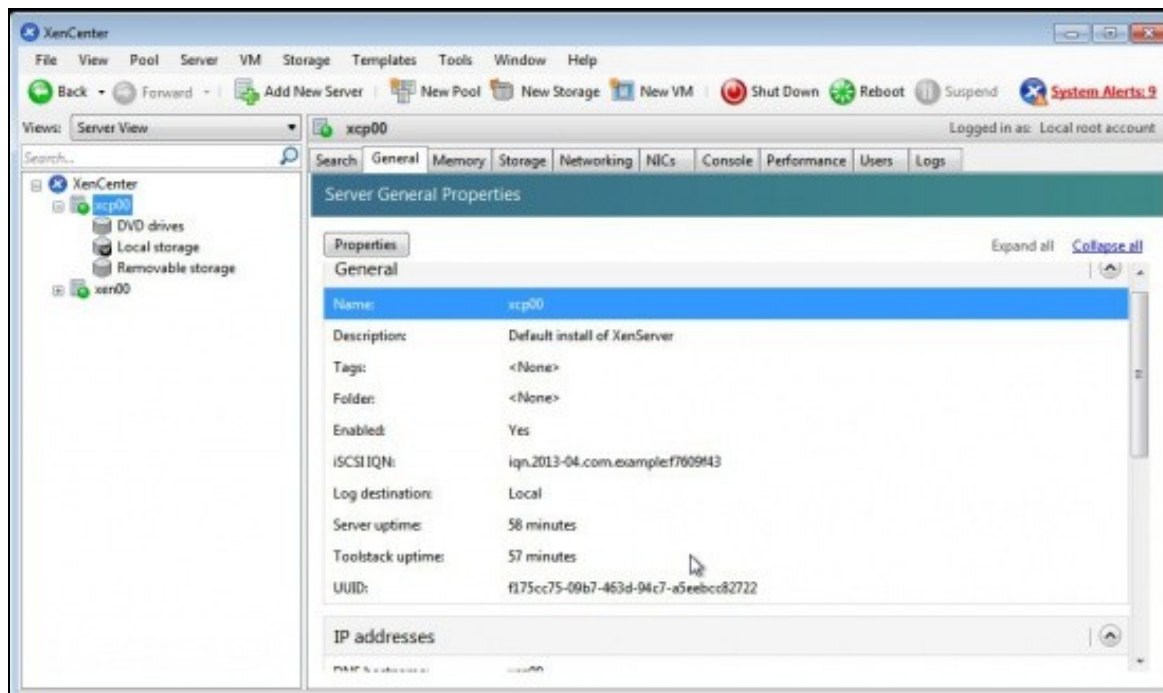 XenCenter
File View Pool Server VM Storage Templates Tools Window Help
Back Forward Add New Server New Pool New Storage New VM Shut Down Reboot Suspend System Alerts: 9
Views: Server View xcp00 Logged in as: Local root account
Search... Search General Memory Storage Networking NICs Console Performance Users Logs
XenCenter
xcp00
DVD drives
Local storage
Removable storage
xen00
Server General Properties
Properties Expand all Collapse all
General
Name: xcp00
Description: Default install of XenServer
Tags: <None>
Folder: <None>
Enabled: Yes
iSCSI IQN: iqn.2013-04.com.example:f7609f43
Log destination: Local
Server uptime: 58 minutes
Toolstack uptime: 57 minutes
UUID: f175cc75-09b7-463d-94c7-a5eebcc82722
IP addresses